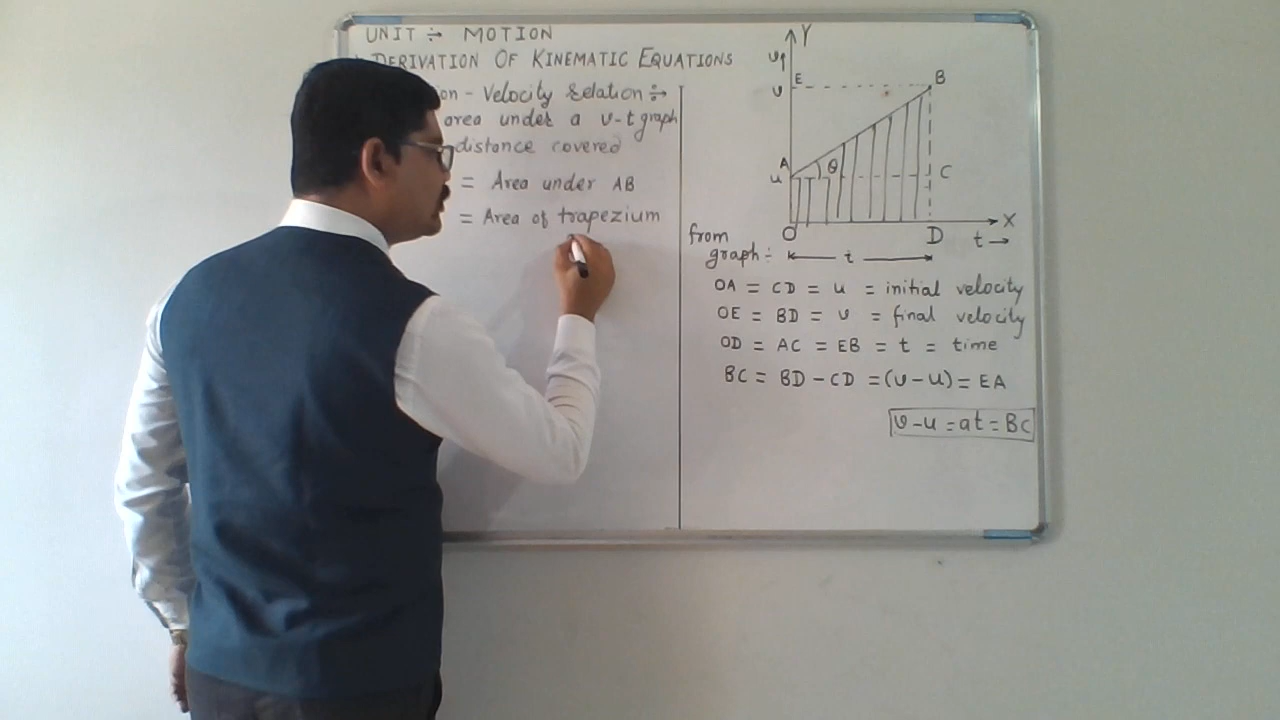 UNIT ÷ MOTION
DERIVATION OF KINEMATIC EQUATIONS
on - Velocity Relation ÷→
area under a v-t graph
distance covered
= Area under AB
= Area of trapezium
Y
v↑
E
B
v
A
θ
u
C
O
D
X
t →
from
graph :-
t
OA = CD = u = initial velocity
OE = BD = v = final velocity
OD = AC = EB = t = time
BC = BD - CD = (v - u) = EA
v - u = at = BC